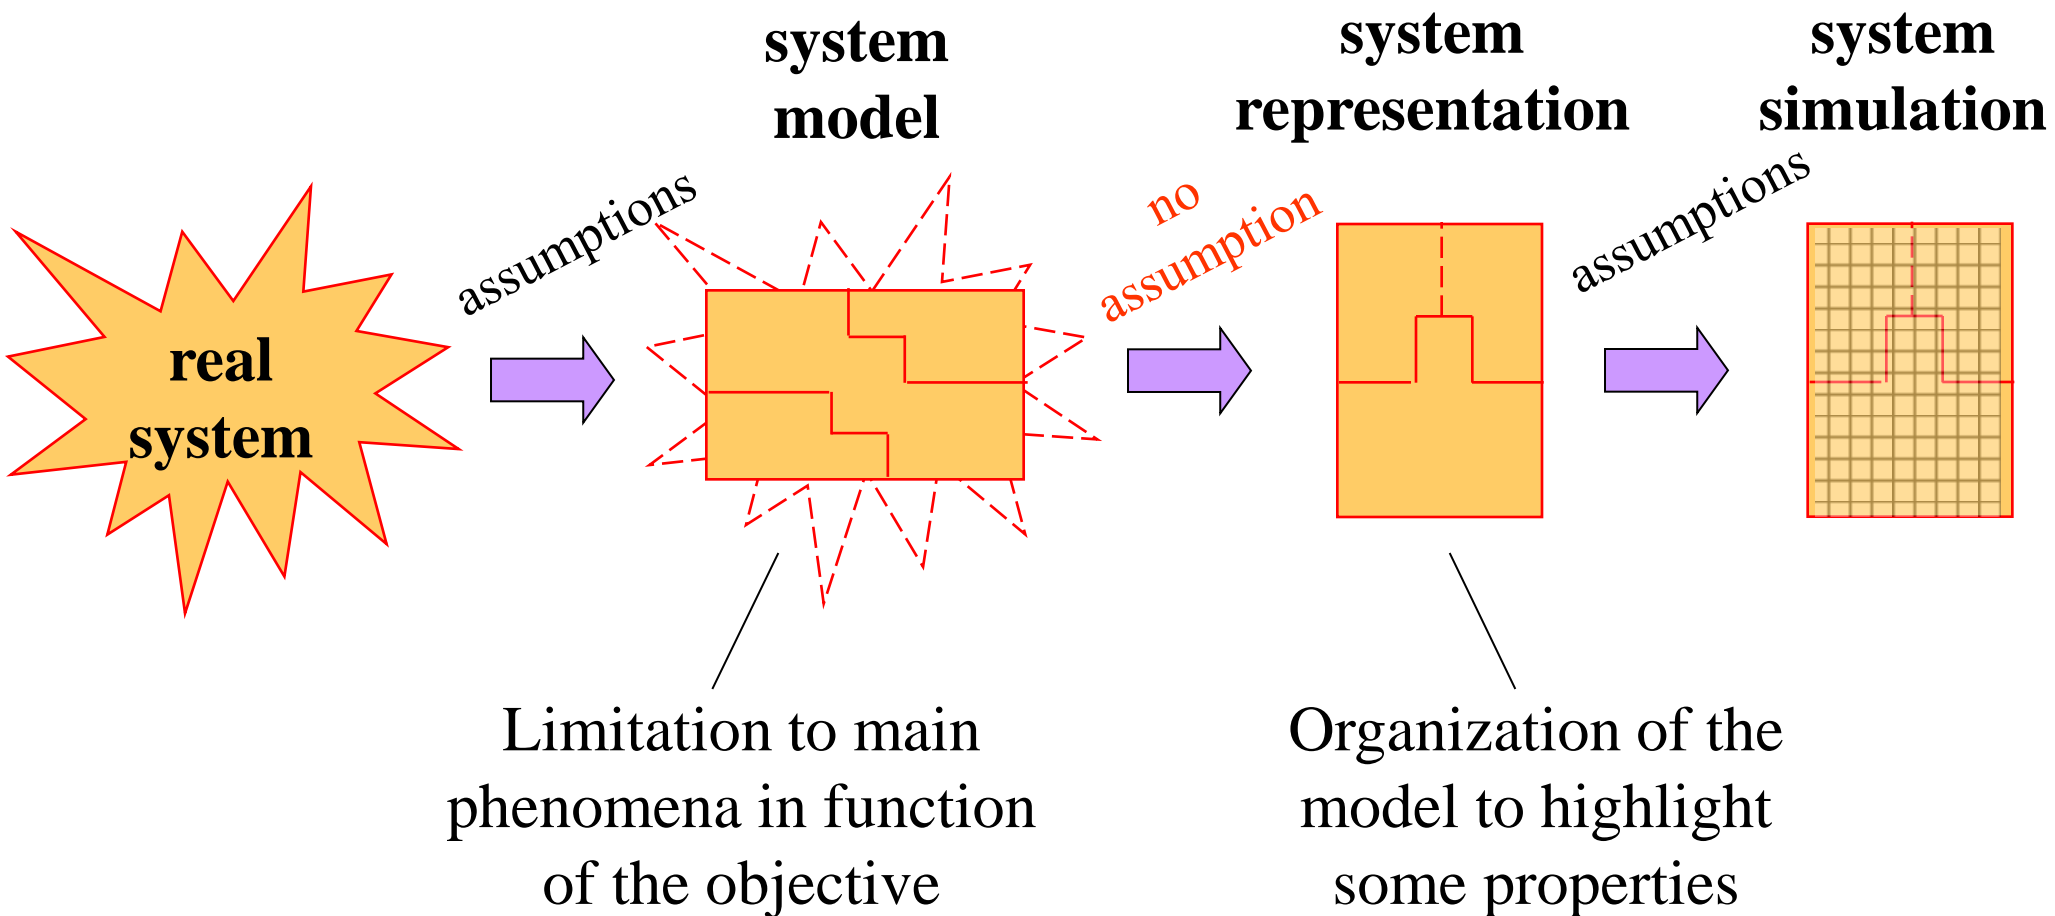 system
model
system
representation
system
simulation
assumptions
no
assumption
assumptions
real
system
Limitation to main
phenomena in function
of the objective
Organization of the
model to highlight
some properties